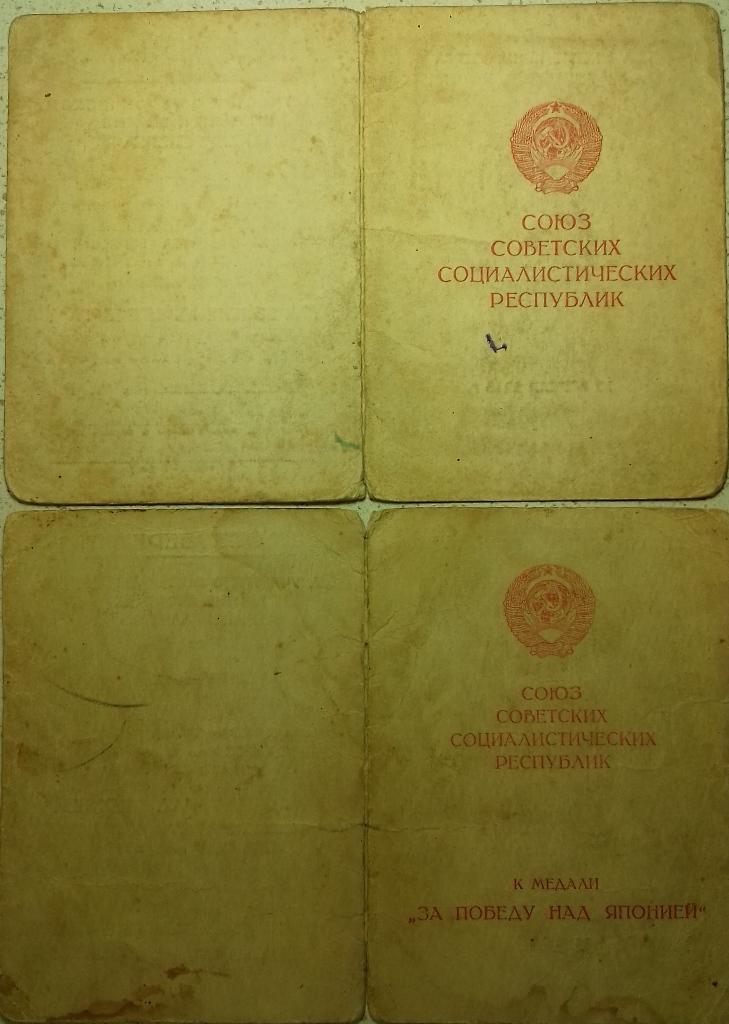 СОЮЗ
СОВЕТСКИХ
СОЦИАЛИСТИЧЕСКИХ
РЕСПУБЛИК
СОЮЗ
СОВЕТСКИХ
СОЦИАЛИСТИЧЕСКИХ
РЕСПУБЛИК
К МЕДАЛИ
„ЗА ПОБЕДУ НАД ЯПОНИЕЙ“